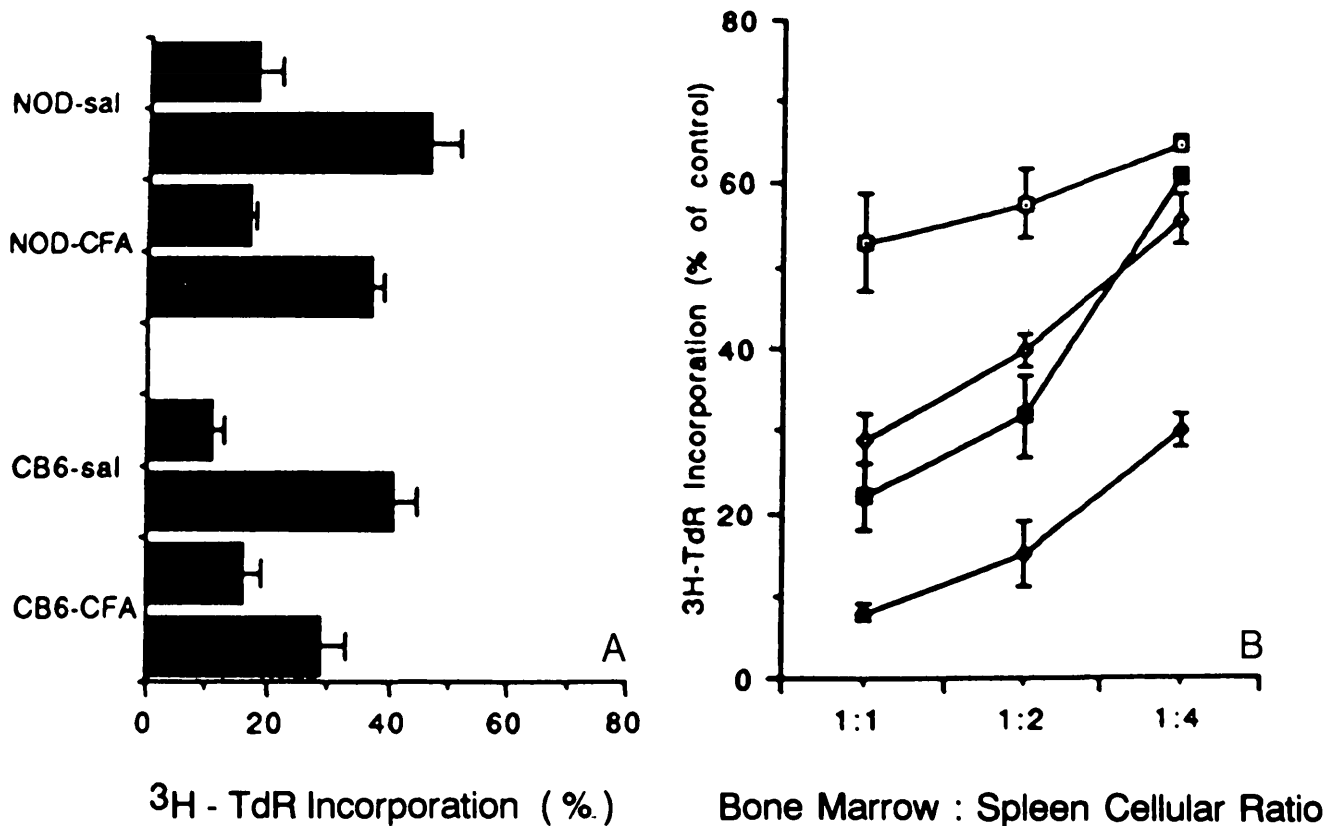 NOD-sal
NOD-CFA
CB6-sal
CB6-CFA
A
0 20 40 60 80
³H - TdR Incorporation ( %.)
3H-TdR Incorporation (% of control)
80
60
40
20
0
B
1:1 1:2 1:4
Bone Marrow : Spleen Cellular Ratio